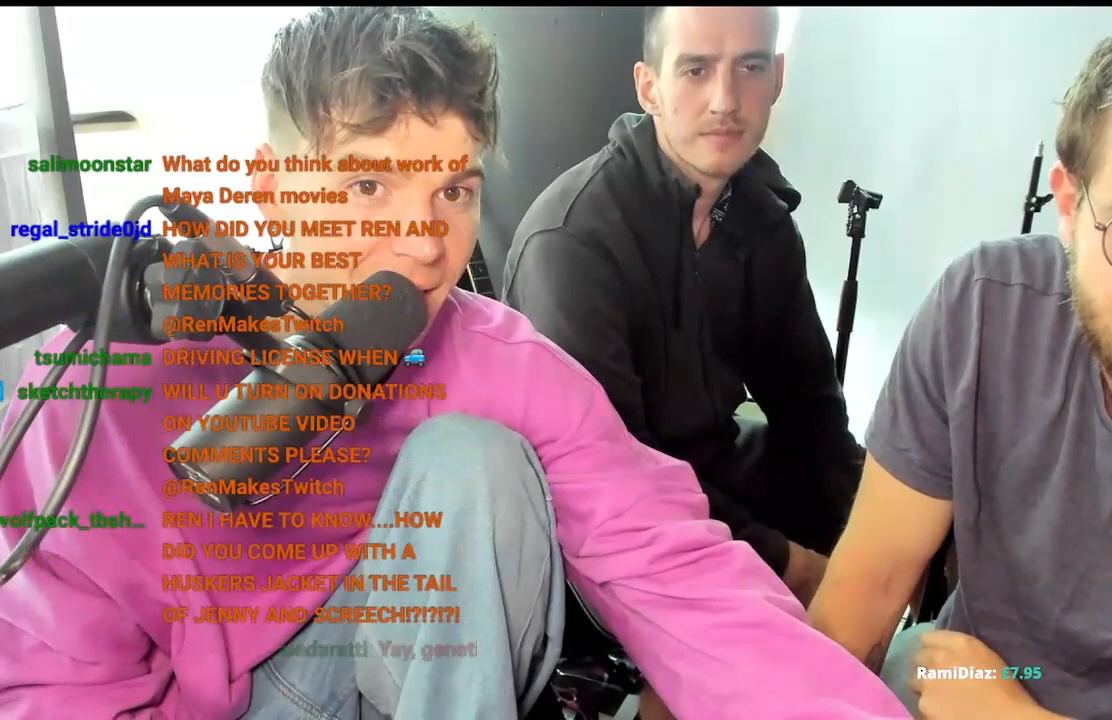 salimoonstar What do you think about work of
Maya Deren movies
regal_stride0jd HOW DID YOU MEET REN AND
WHAT IS YOUR BEST
MEMORIES TOGETHER?
@RenMakesTwitch
tsumichama DRIVING LICENSE WHEN 🚙
sketchtherapy WILL U TURN ON DONATIONS
ON YOUTUBE VIDEO
COMMENTS PLEASE?
@RenMakesTwitch
wolfpack_tbsh… REN I HAVE TO KNOW....HOW
DID YOU COME UP WITH A
HUSKERS JACKET IN THE TAIL
OF JENNY AND SCREECH!?!?!?!
Yay, genet!
RamiDiaz: £7.95